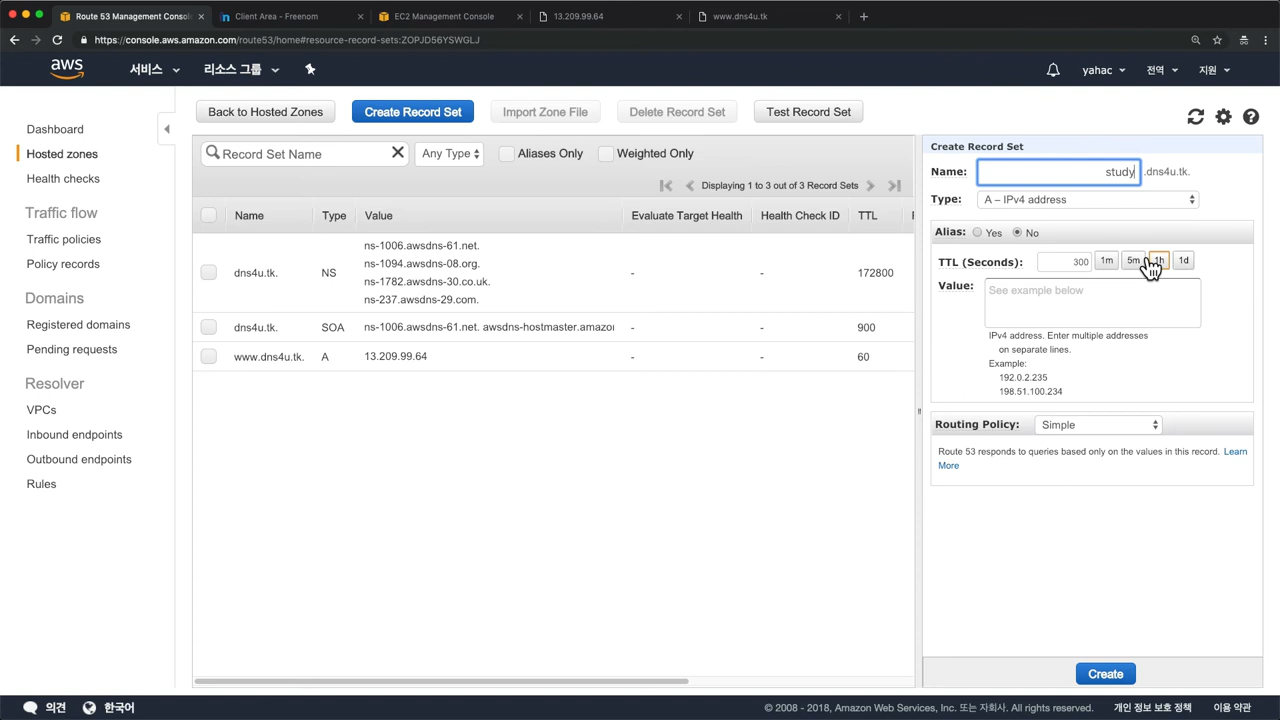 Route 53 Management Conso
Client Area - Freenom
EC2 Management Console
13.209.99.64
www.dns4u.tk
https://console.aws.amazon.com/route53/home#resource-record-sets:ZOPJD56YSWGLJ
aws
서비스
리소스 그룹
yahac
전역
지원
Dashboard
Hosted zones
Health checks
Traffic flow
Traffic policies
Policy records
Domains
Registered domains
Pending requests
Resolver
VPCs
Inbound endpoints
Outbound endpoints
Rules
Back to Hosted Zones
Create Record Set
Import Zone File
Delete Record Set
Test Record Set
Record Set Name
Any Type
Aliases Only
Weighted Only
Displaying 1 to 3 out of 3 Record Sets
Name Type Value Evaluate Target Health Health Check ID TTL
dns4u.tk. NS
ns-1006.awsdns-61.net.
ns-1094.awsdns-08.org.
ns-1782.awsdns-30.co.uk.
ns-237.awsdns-29.com.
- - 172800
dns4u.tk. SOA ns-1006.awsdns-61.net. awsdns-hostmaster.amazor - - 900
www.dns4u.tk. A 13.209.99.64 - - 60
Create Record Set
Name: study .dns4u.tk.
Type: A – IPv4 address
Alias: Yes No
TTL (Seconds): 300 1m 5m 1h 1d
Value: See example below
IPv4 address. Enter multiple addresses
on separate lines.
Example:
192.0.2.235
198.51.100.234
Routing Policy: Simple
Route 53 responds to queries based only on the values in this record. Learn
More
Create
의견
한국어
© 2008 - 2018, Amazon Web Services, Inc. 또는 자회사. All rights reserved.
개인 정보 보호 정책
이용 약관